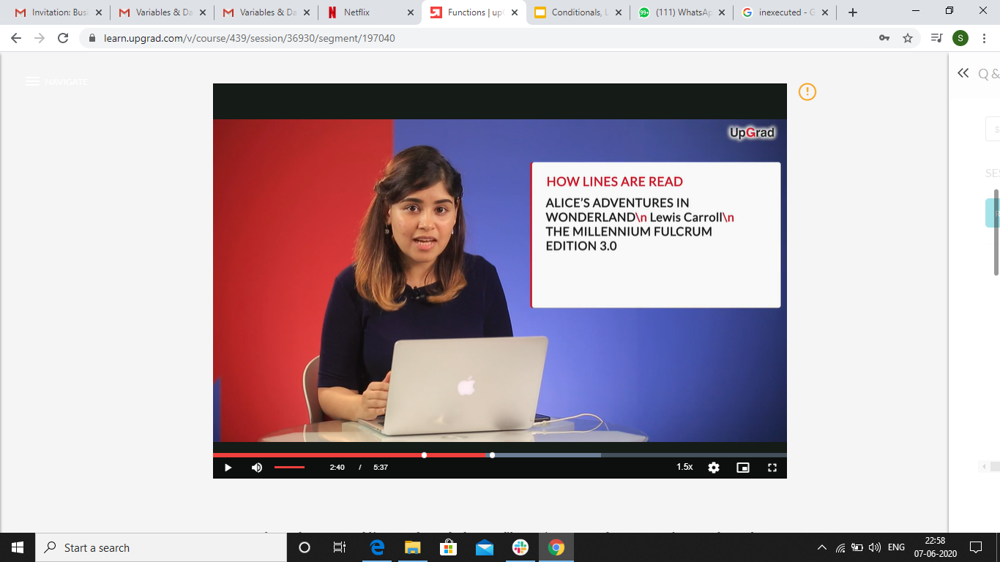 Invitation: Busi
Variables & Da
Variables & Da
Netflix
Functions | up
Conditionals, L
99+
(111) WhatsAp
inexecuted - G
learn.upgrad.com/v/course/439/session/36930/segment/197040
S
NAVIGATE
Q &
UpGrad
HOW LINES ARE READ
ALICE’S ADVENTURES IN
WONDERLAND\n Lewis Carroll\n
THE MILLENNIUM FULCRUM
EDITION 3.0
SES
R
2:40 / 5:37
1.5x
Start a search
ENG
22:58
07-06-2020